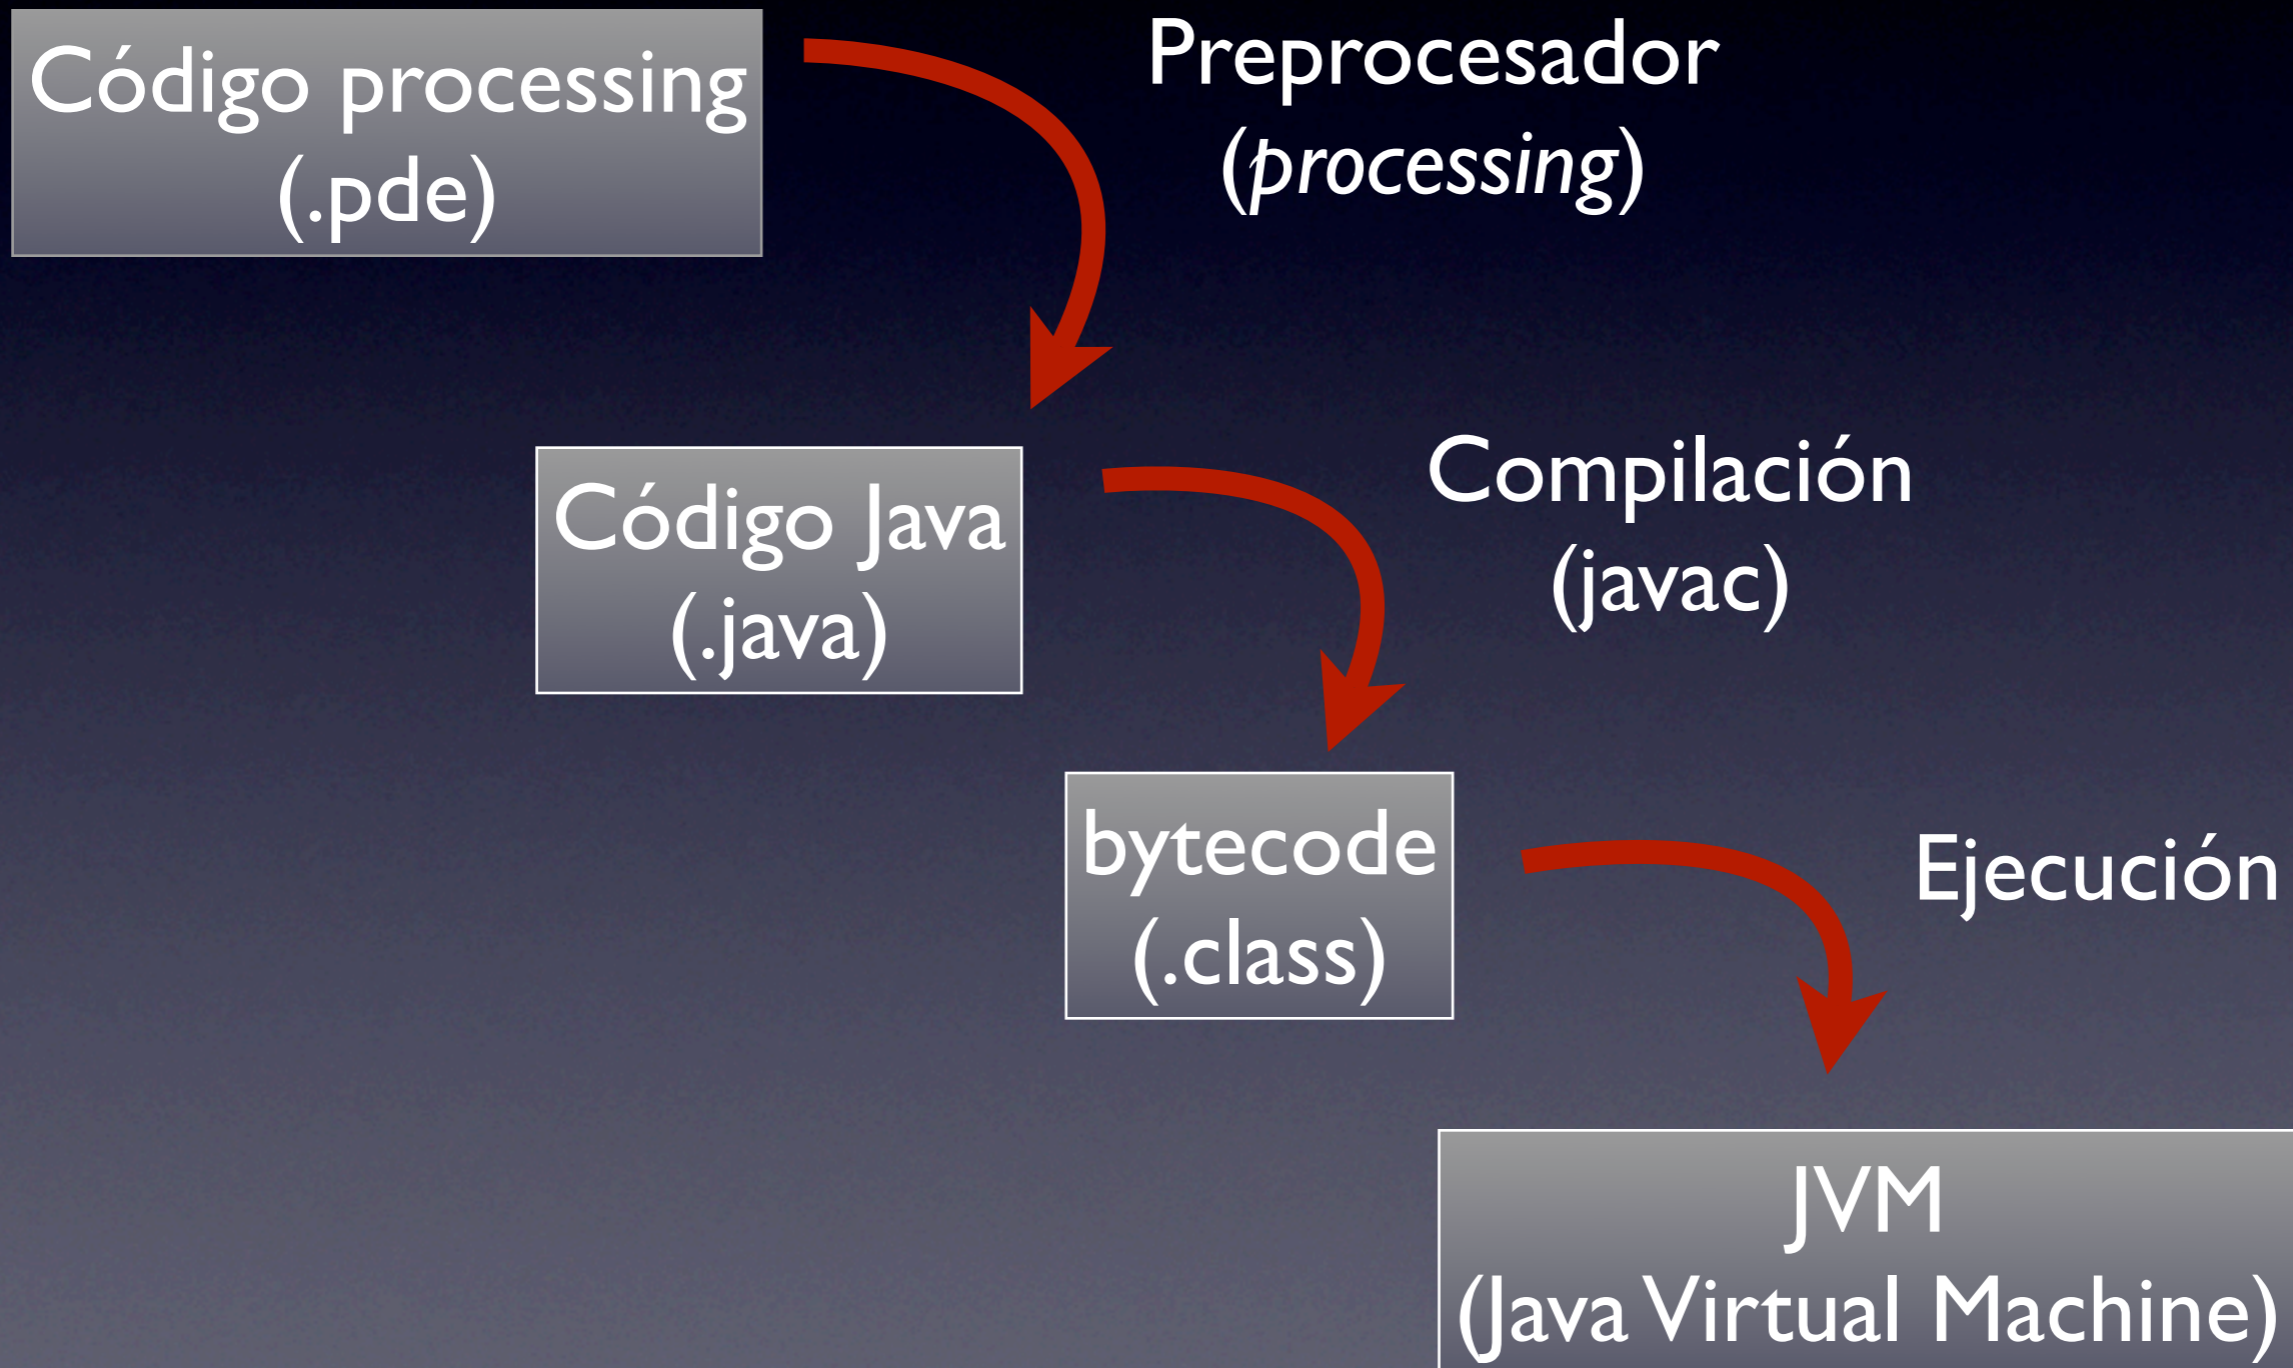 Código processing
(.pde)
Preprocesador
(processing)
Código Java
(.java)
Compilación
(javac)
bytecode
(.class)
Ejecución
JVM
(Java Virtual Machine)